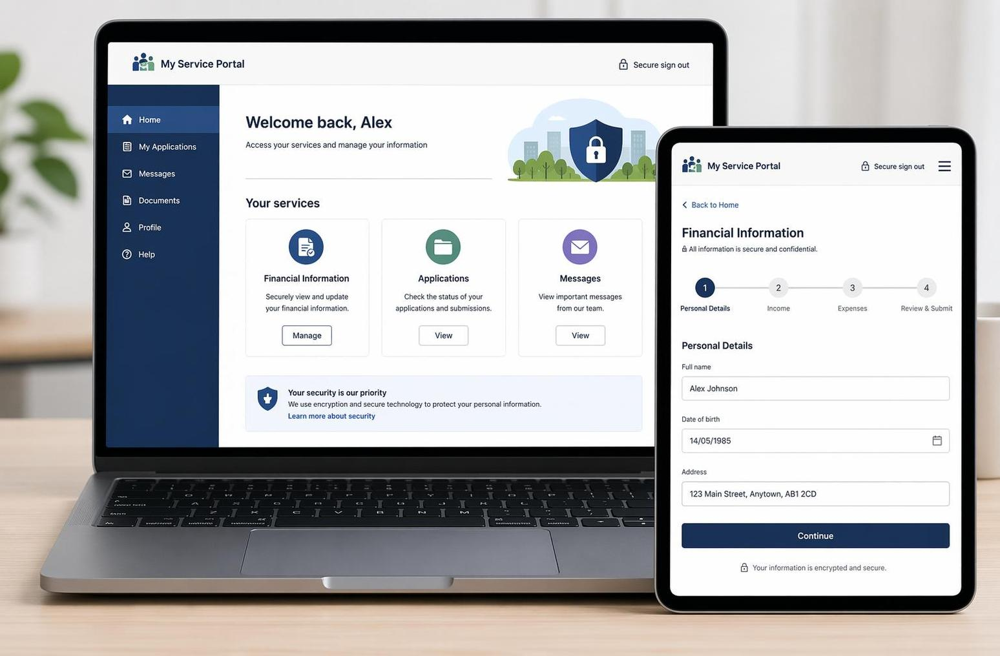 My Service Portal
Secure sign out
Home
My Applications
Messages
Documents
Profile
Help
Welcome back, Alex
Access your services and manage your information
Your services
Financial Information
Securely view and update
your financial information.
Manage
Applications
Check the status of your
applications and submissions.
View
Messages
View important messages
from our team.
View
Your security is our priority
We use encryption and secure technology to protect your personal information.
Learn more about security
My Service Portal
Secure sign out
Back to Home
Financial Information
All information is secure and confidential.
1
2
3
4
Personal Details
Income
Expenses
Review & Submit
Personal Details
Full name
Alex Johnson
Date of birth
14/05/1985
Address
123 Main Street, Anytown, AB1 2CD
Continue
Your information is encrypted and secure.